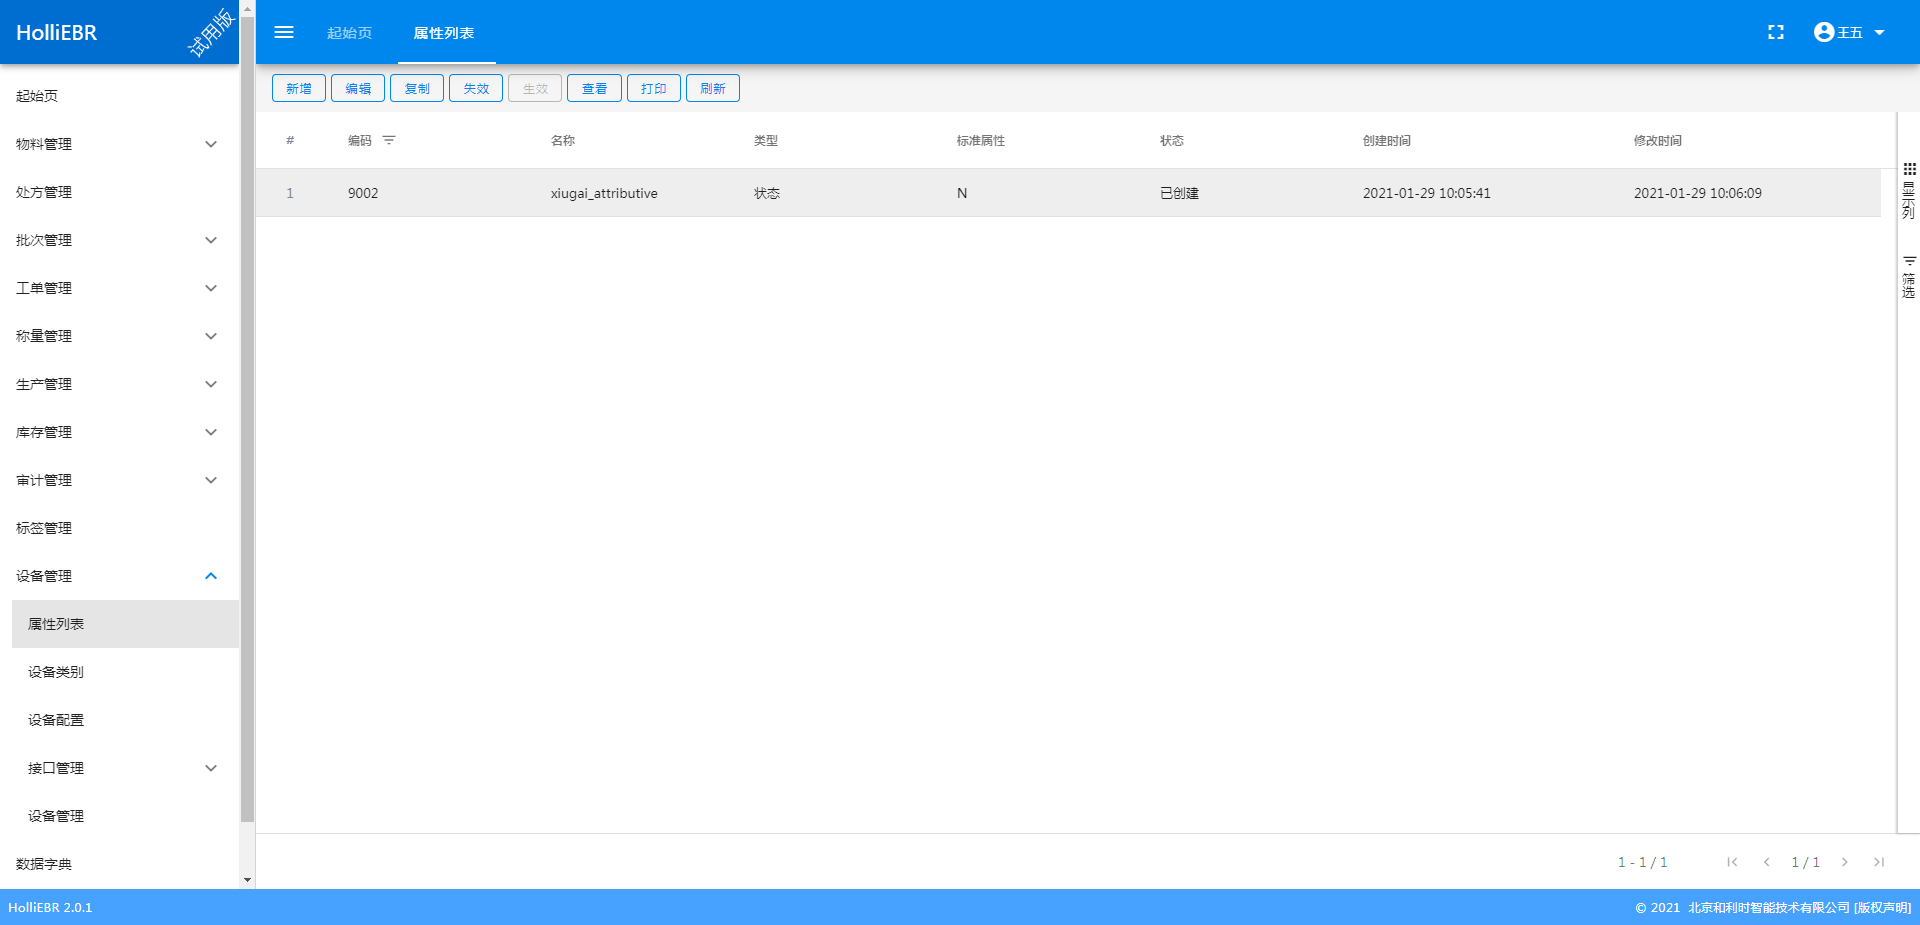 HolliEBR
试用版
起始页
属性列表
王五
起始页
物料管理
处方管理
批次管理
工单管理
称量管理
生产管理
库存管理
审计管理
标签管理
设备管理
属性列表
设备类别
设备配置
接口管理
设备管理
数据字典
新增 编辑 复制 失效 生效 查看 打印 刷新
# 编码 名称 类型 标准属性 状态 创建时间 修改时间
1 9002 xiugai_attributive 状态 N 已创建 2021-01-29 10:05:41 2021-01-29 10:06:09
显示列
筛选
1 - 1 / 1
1 / 1
HolliEBR 2.0.1
© 2021 北京和利时智能技术有限公司 [版权声明]